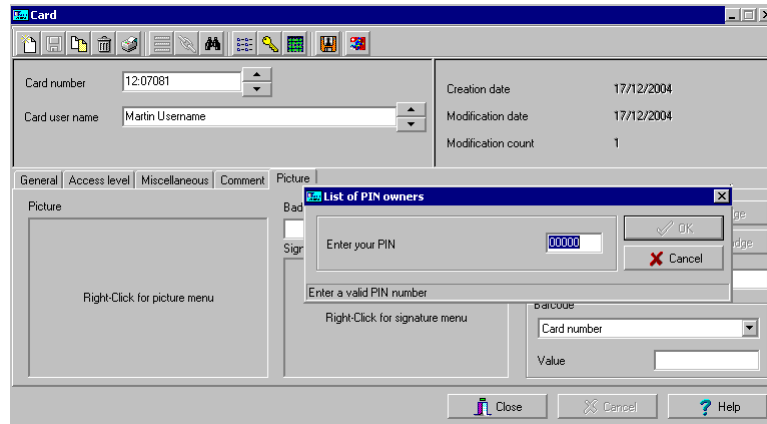 Card
Card number 12:07081
Card user name Martin Username
Creation date 17/12/2004
Modification date 17/12/2004
Modification count 1
General Access level Miscellaneous Comment Picture
Picture
Right-Click for picture menu
List of PIN owners
Enter your PIN 00000
OK
Cancel
Enter a valid PIN number
Right-Click for signature menu
Barcode
Card number
Value
Close Cancel Help